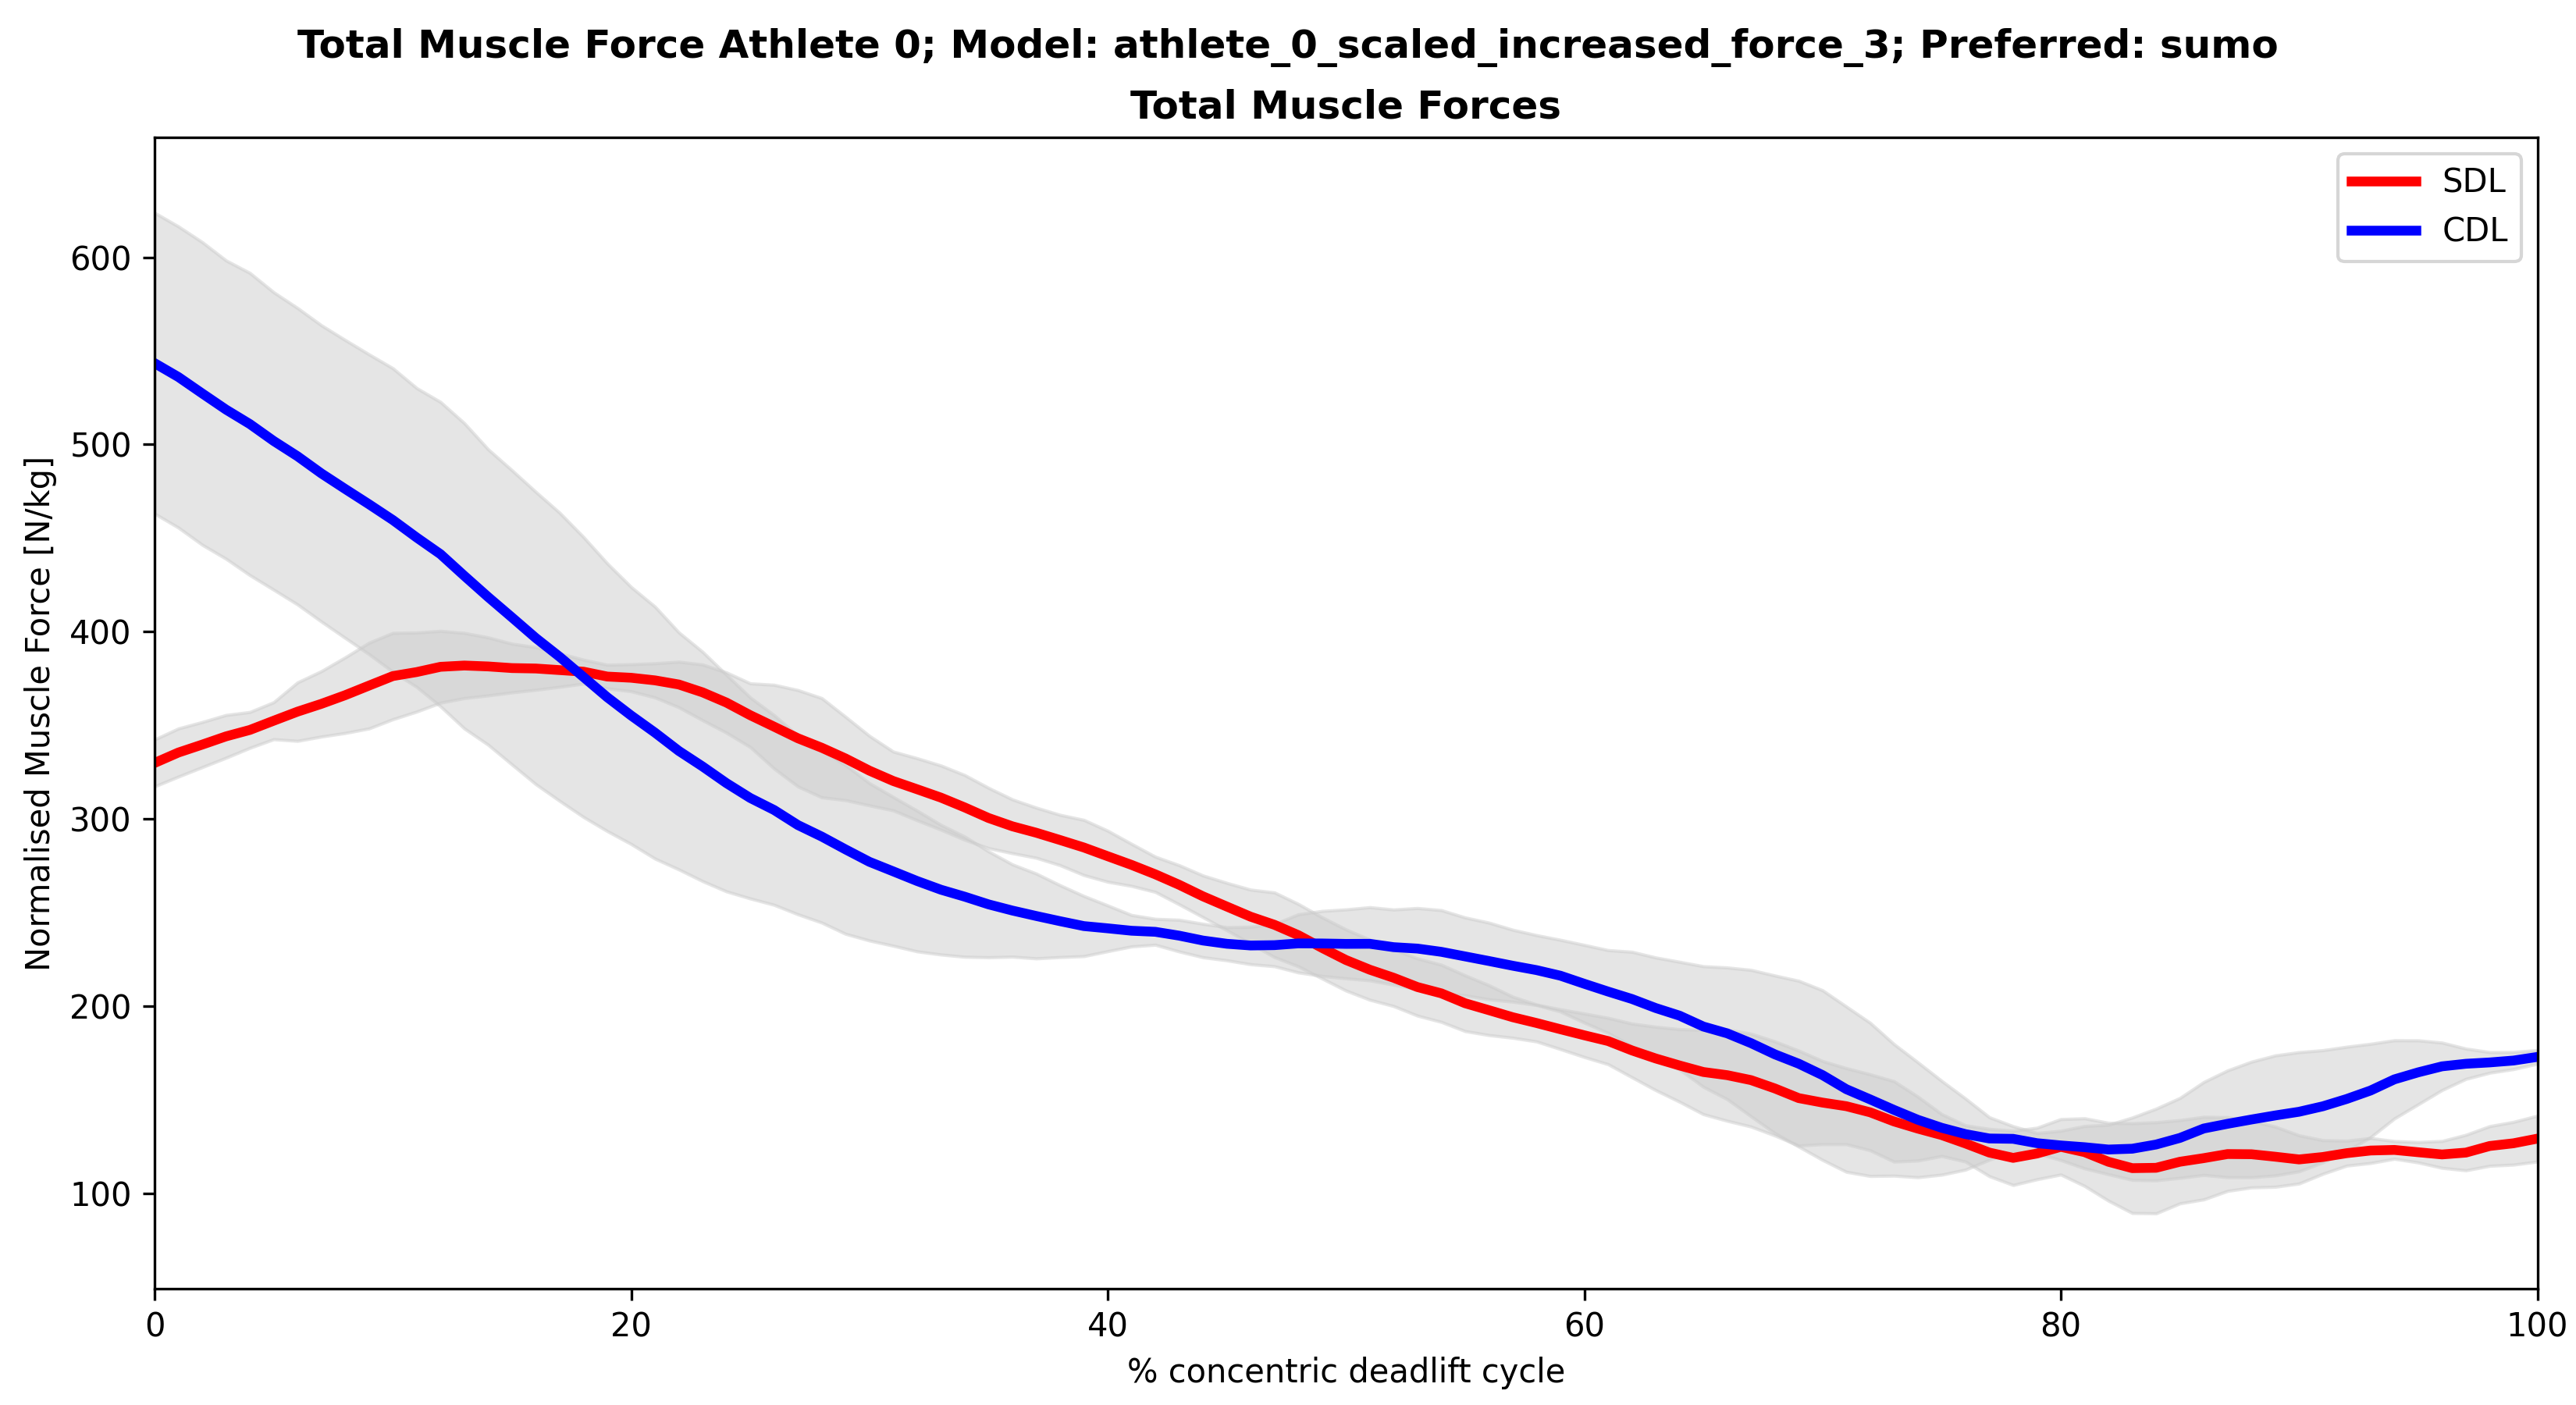 Total Muscle Force Athlete 0; Model: athlete_0_scaled_increased_force_3; Preferred: sumo
Total Muscle Forces
SDL
CDL
Normalised Muscle Force [N/kg]
600
500
400
300
200
100
0
20
40
60
80
100
% concentric deadlift cycle